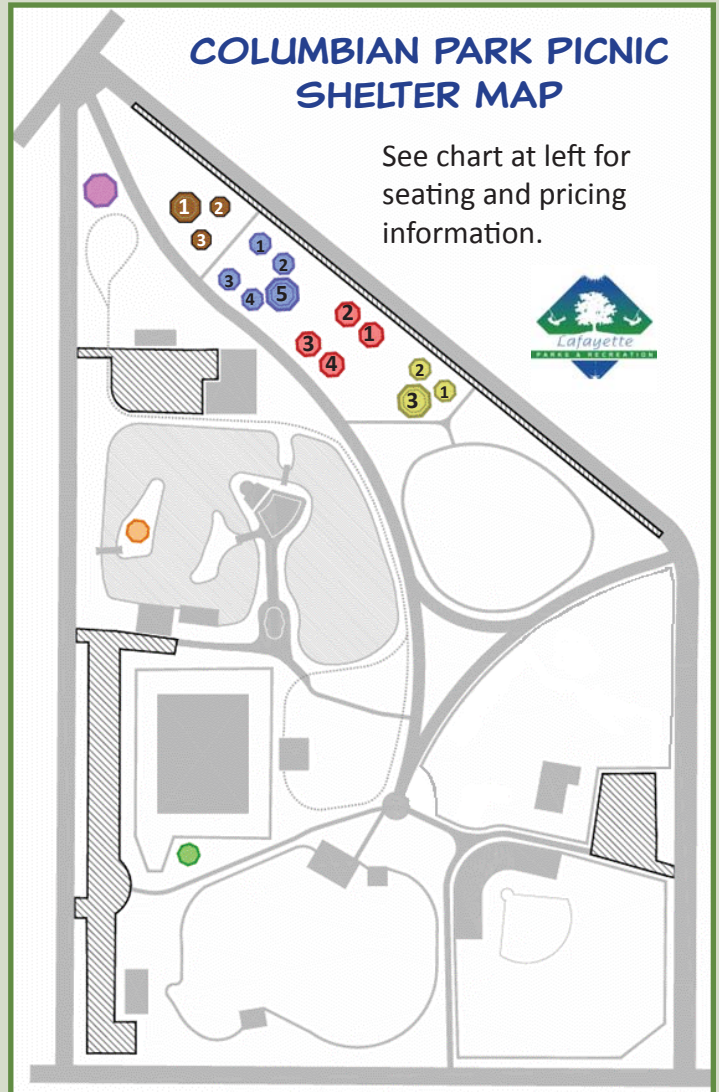 COLUMBIAN PARK PICNIC
SHELTER MAP
See chart at left for
seating and pricing
information.
1
2
3
1
2
3
4
5
2
1
3
4
2
1
3
Lafayette
PARKS & RECREATION